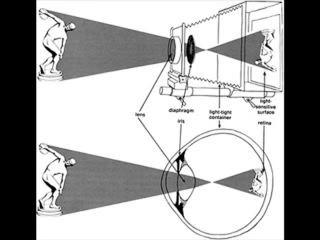 diaphragm
light-tight
container
light-
sensitive
surface
lens
iris
retina